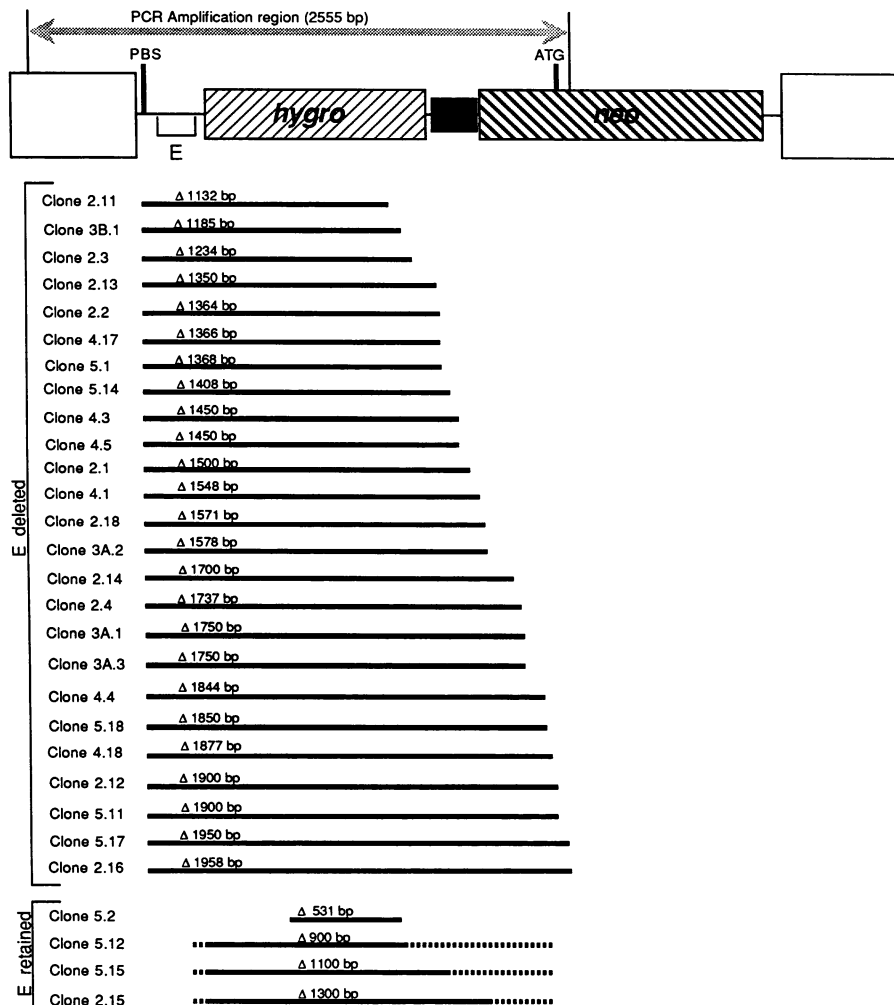 PCR Amplification region (2555 bp)
PBS
ATG
hygro
neo
E
E deleted
Clone 2.11 Δ 1132 bp
Clone 3B.1 Δ 1185 bp
Clone 2.3 Δ 1234 bp
Clone 2.13 Δ 1350 bp
Clone 2.2 Δ 1364 bp
Clone 4.17 Δ 1366 bp
Clone 5.1 Δ 1368 bp
Clone 5.14 Δ 1408 bp
Clone 4.3 Δ 1450 bp
Clone 4.5 Δ 1450 bp
Clone 2.1 Δ 1500 bp
Clone 4.1 Δ 1548 bp
Clone 2.18 Δ 1571 bp
Clone 3A.2 Δ 1578 bp
Clone 2.14 Δ 1700 bp
Clone 2.4 Δ 1737 bp
Clone 3A.1 Δ 1750 bp
Clone 3A.3 Δ 1750 bp
Clone 4.4 Δ 1844 bp
Clone 5.18 Δ 1850 bp
Clone 4.18 Δ 1877 bp
Clone 2.12 Δ 1900 bp
Clone 5.11 Δ 1900 bp
Clone 5.17 Δ 1950 bp
Clone 2.16 Δ 1958 bp
E retained
Clone 5.2 Δ 531 bp
Clone 5.12 Δ 900 bp
Clone 5.15 Δ 1100 bp
Clone 2.15 Δ 1300 bp